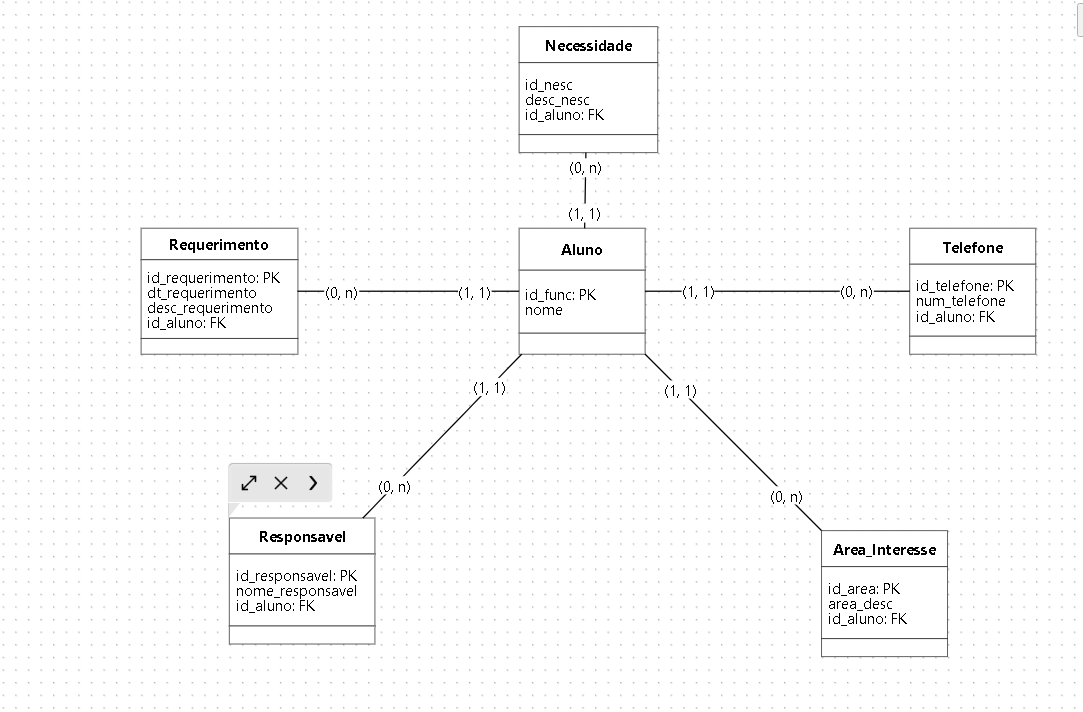 Necessidade
id_nesc
desc_nesc
id_aluno: FK
(0, n)
(1, 1)
Requerimento
id_requerimento: PK
dt_requerimento
desc_requerimento
id_aluno: FK
(0, n)
(1, 1)
Aluno
id_func: PK
nome
(1, 1)
(0, n)
Telefone
id_telefone: PK
num_telefone
id_aluno: FK
(1, 1)
(0, n)
Responsavel
id_responsavel: PK
nome_responsavel
id_aluno: FK
(1, 1)
(0, n)
Area_Interesse
id_area: PK
area_desc
id_aluno: FK